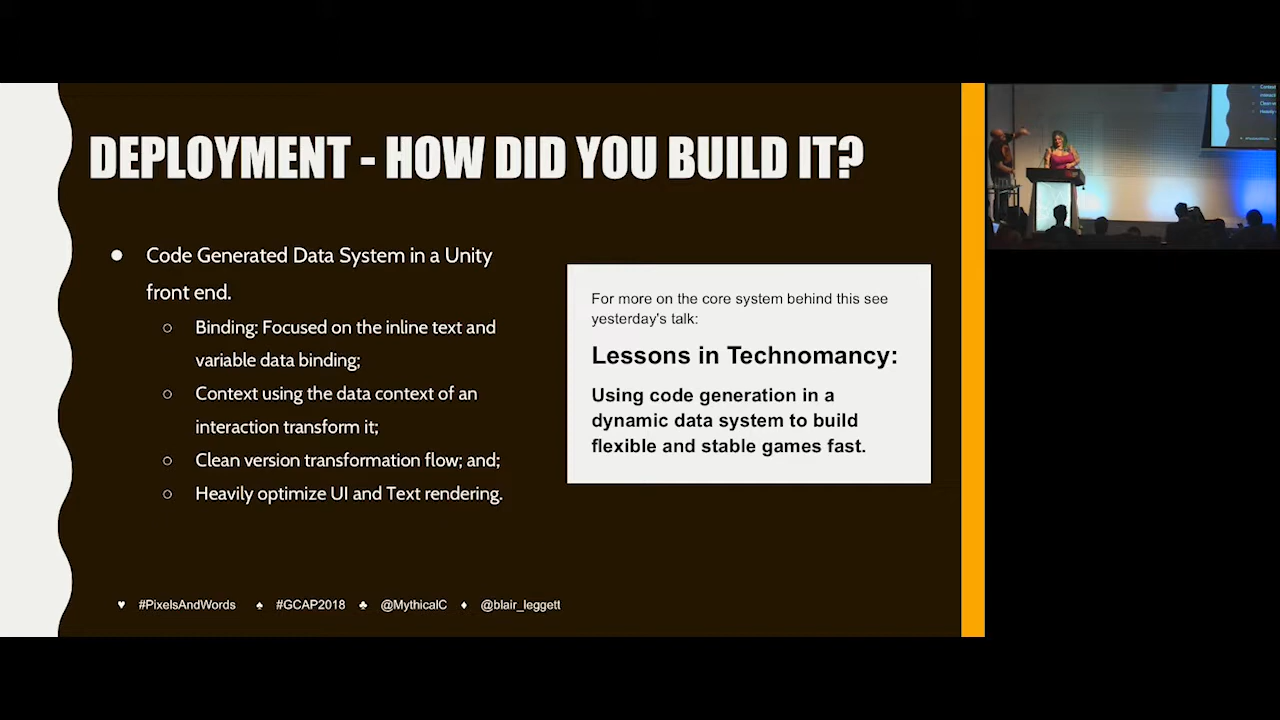 DEPLOYMENT - HOW DID YOU BUILD IT?
● Code Generated Data System in a Unity
front end.
○ Binding: Focused on the inline text and
variable data binding;
○ Context using the data context of an
interaction transform it;
○ Clean version transformation flow; and;
○ Heavily optimize UI and Text rendering.
For more on the core system behind this see
yesterday's talk:
Lessons in Technomancy:
Using code generation in a
dynamic data system to build
flexible and stable games fast.
♥ #PixelsAndWords ♠ #GCAP2018 ♣ @MythicalC ♦ @blair_leggett